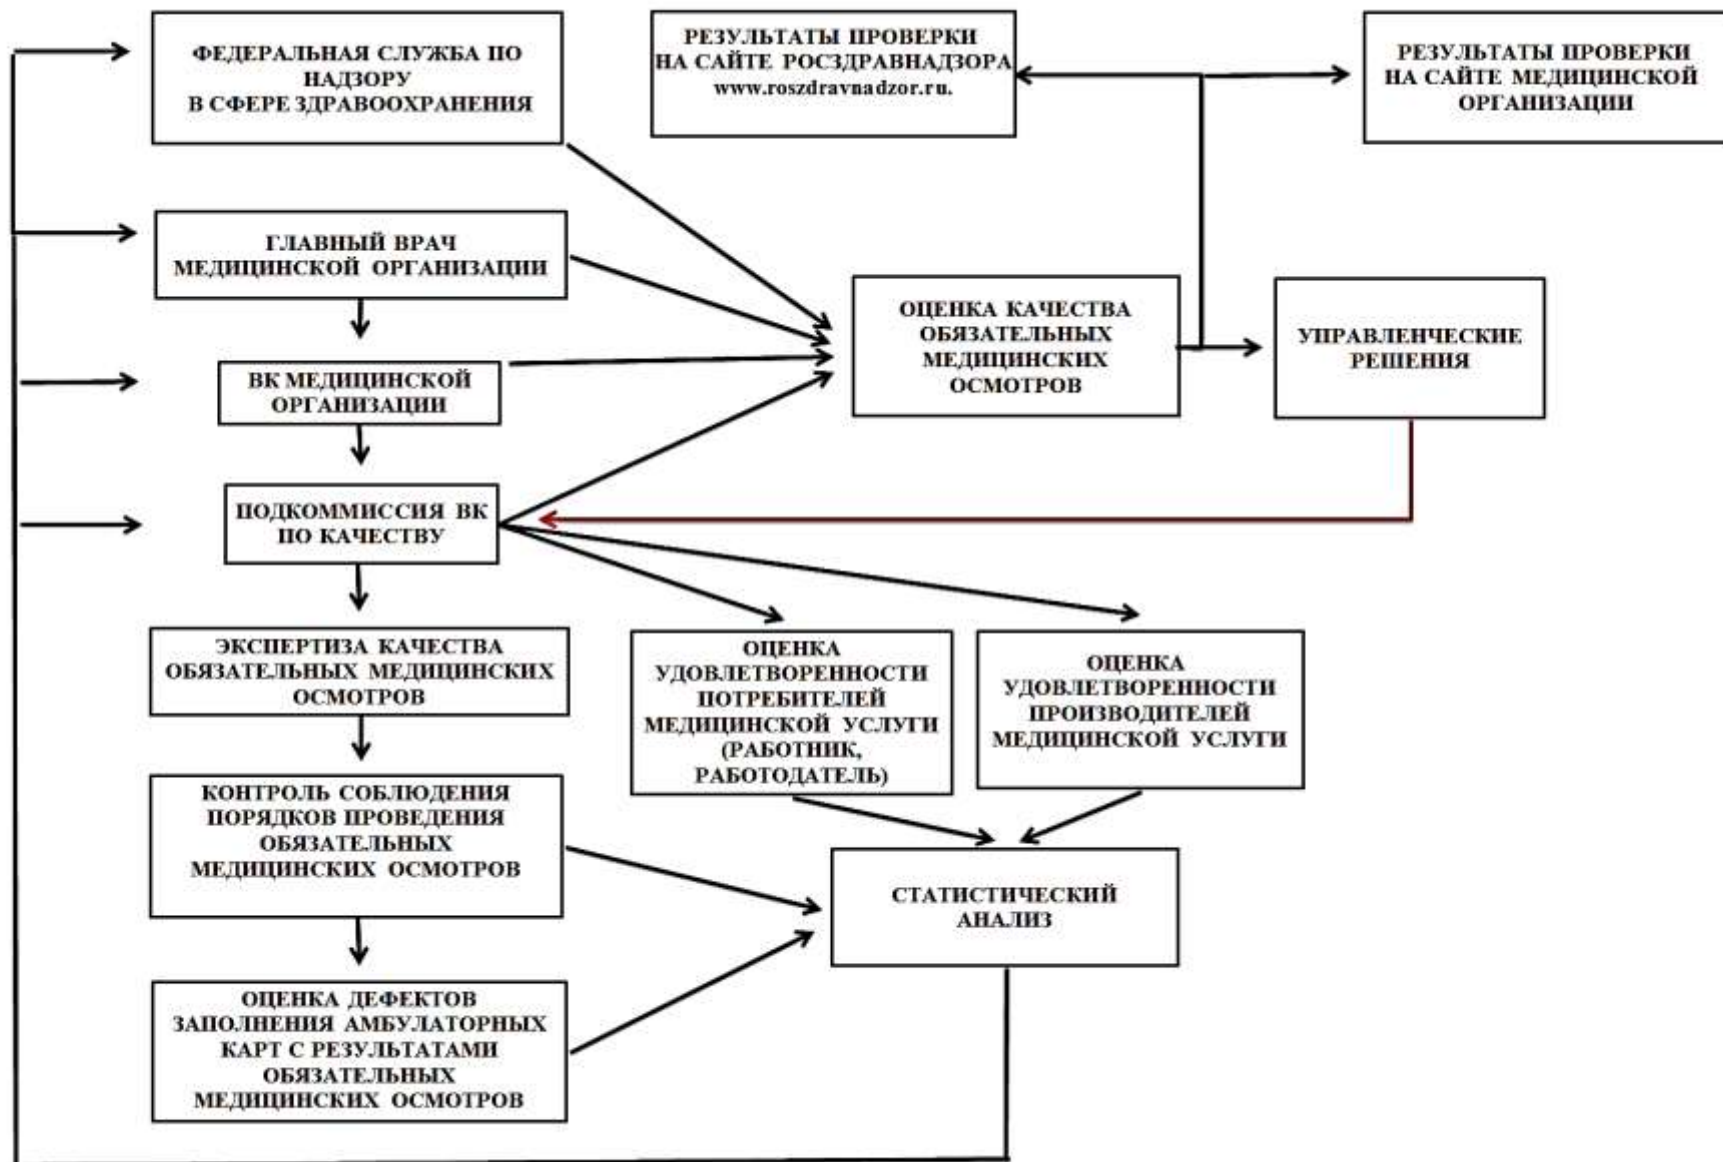 ФЕДЕРАЛЬНАЯ СЛУЖБА ПО
НАДЗОРУ
В СФЕРЕ ЗДРАВООХРАНЕНИЯ
РЕЗУЛЬТАТЫ ПРОВЕРКИ
НА САЙТЕ РОСЗДРАВНАДЗОРА
www.roszdravnadzor.ru.
РЕЗУЛЬТАТЫ ПРОВЕРКИ
НА САЙТЕ МЕДИЦИНСКОЙ
ОРГАНИЗАЦИИ
ГЛАВНЫЙ ВРАЧ
МЕДИЦИНСКОЙ ОРГАНИЗАЦИИ
ОЦЕНКА КАЧЕСТВА
ОБЯЗАТЕЛЬНЫХ
МЕДИЦИНСКИХ
ОСМОТРОВ
УПРАВЛЕНЧЕСКИЕ
РЕШЕНИЯ
ВК МЕДИЦИНСКОЙ
ОРГАНИЗАЦИИ
ПОДКОММИССИЯ ВК
ПО КАЧЕСТВУ
ЭКСПЕРТИЗА КАЧЕСТВА
ОБЯЗАТЕЛЬНЫХ МЕДИЦИНСКИХ
ОСМОТРОВ
ОЦЕНКА
УДОВЛЕТВОРЕННОСТИ
ПОТРЕБИТЕЛЕЙ
МЕДИЦИНСКОЙ УСЛУГИ
(РАБОТНИК,
РАБОТОДАТЕЛЬ)
ОЦЕНКА
УДОВЛЕТВОРЕННОСТИ
ПРОИЗВОДИТЕЛЕЙ
МЕДИЦИНСКОЙ УСЛУГИ
КОНТРОЛЬ СОБЛЮДЕНИЯ
ПОРЯДКОВ ПРОВЕДЕНИЯ
ОБЯЗАТЕЛЬНЫХ
МЕДИЦИНСКИХ ОСМОТРОВ
СТАТИСТИЧЕСКИЙ
АНАЛИЗ
ОЦЕНКА ДЕФЕКТОВ
ЗАПОЛНЕНИЯ АМБУЛАТОРНЫХ
КАРТ С РЕЗУЛЬТАТАМИ
ОБЯЗАТЕЛЬНЫХ
МЕДИЦИНСКИХ ОСМОТРОВ